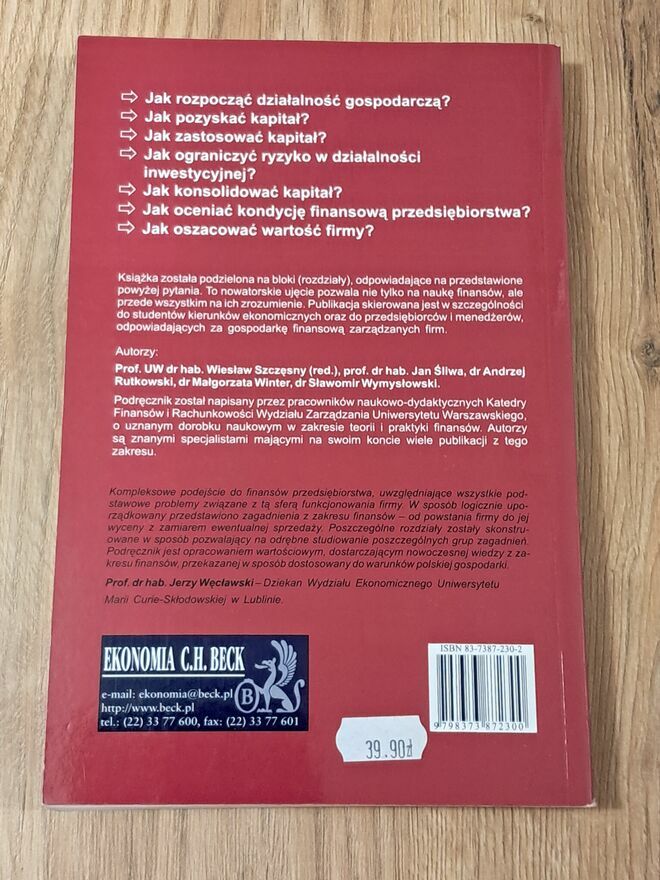 ⇨ Jak rozpocząć działalność gospodarczą?
⇨ Jak pozyskać kapitał?
⇨ Jak zastosować kapitał?
⇨ Jak ograniczyć ryzyko w działalności
inwestycyjnej?
⇨ Jak konsolidować kapitał?
⇨ Jak oceniać kondycję finansową przedsiębiorstwa?
⇨ Jak oszacować wartość firmy?
Książka została podzielona na bloki (rozdziały), odpowiadające na przedstawione
powyżej pytania. To nowatorskie ujęcie pozwala nie tylko na naukę finansów, ale
przede wszystkim na ich zrozumienie. Publikacja skierowana jest w szczególności
do studentów kierunków ekonomicznych oraz do przedsiębiorców i menedżerów,
odpowiadających za gospodarkę finansową zarządzanych firm.
Autorzy:
Prof. UW dr hab. Wiesław Szczęsny (red.), prof. dr hab. Jan Śliwa, dr Andrzej
Rutkowski, dr Małgorzata Winter, dr Sławomir Wymysłowski.
Podręcznik został napisany przez pracowników naukowo-dydaktycznych Katedry
Finansów i Rachunkowości Wydziału Zarządzania Uniwersytetu Warszawskiego,
o uznanym dorobku naukowym w zakresie teorii i praktyki finansów. Autorzy
są znanymi specjalistami mającymi na swoim koncie wiele publikacji z tego
zakresu.
Kompleksowe podejście do finansów przedsiębiorstwa, uwzględniające wszystkie pod-
stawowe problemy związane z tą sferą funkcjonowania firmy. W sposób logicznie upo-
rządkowany przedstawiono zagadnienia z zakresu finansów – od powstania firmy do jej
wyceny z zamiarem ewentualnej sprzedaży. Poszczególne rozdziały zostały skonstru-
owane w sposób pozwalający na odrębne studiowanie poszczególnych grup zagadnień.
Podręcznik jest opracowaniem wartościowym, dostarczającym nowoczesnej wiedzy z za-
kresu finansów, przekazanej w sposób dostosowany do warunków polskiej gospodarki.
Prof. dr hab. Jerzy Węcławski – Dziekan Wydziału Ekonomicznego Uniwersytetu
Marii Curie-Skłodowskiej w Lublinie.
EKONOMIA C.H. BECK
e-mail: ekonomia@beck.pl
http://www.beck.pl
tel.: (22) 33 77 600, fax: (22) 33 77 601
B
ISBN 83-7387-230-2
9 798373 872300
39.90zł